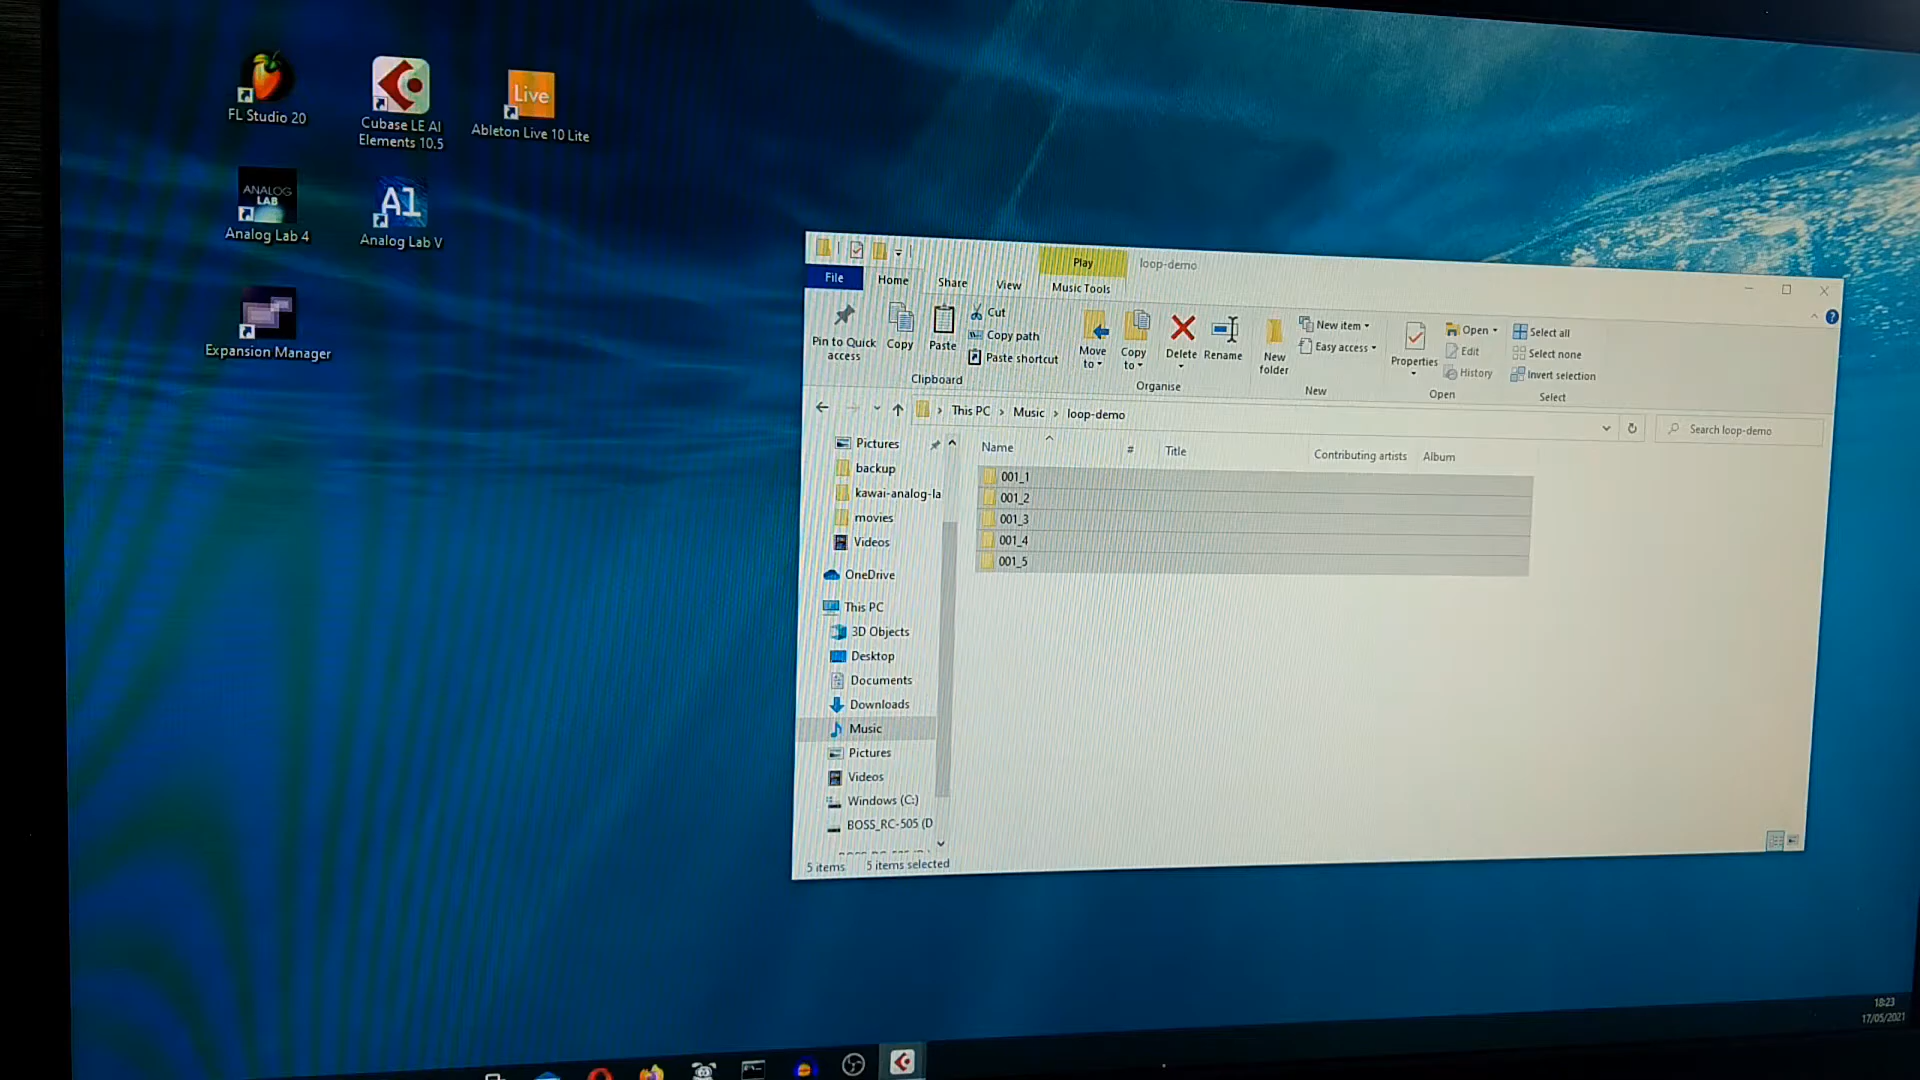 FL Studio 20
Cubase LE AI
Elements 10.5
Live
Ableton Live 10 Lite
ANALOG
LAB
Analog Lab 4
Analog Lab V
Expansion Manager
Play
loop-demo
File
Home
Share
View
Music Tools
Pin to Quick
access
Copy
Paste
Cut
Copy path
Paste shortcut
Clipboard
Move
to
Copy
to
Delete
Rename
Organise
New
folder
New item
Easy access
New
Properties
Open
Edit
History
Open
Select all
Select none
Invert selection
Select
This PC > Music > loop-demo
Search loop-demo
Name
#
Title
Contributing artists
Album
Pictures
backup
kawai-analog-la
movies
Videos
OneDrive
This PC
3D Objects
Desktop
Documents
Downloads
Music
Pictures
Videos
Windows (C:)
BOSS_RC-505 (D
001_1
001_2
001_3
001_4
001_5
5 items
5 items selected
18:23
17/05/2021